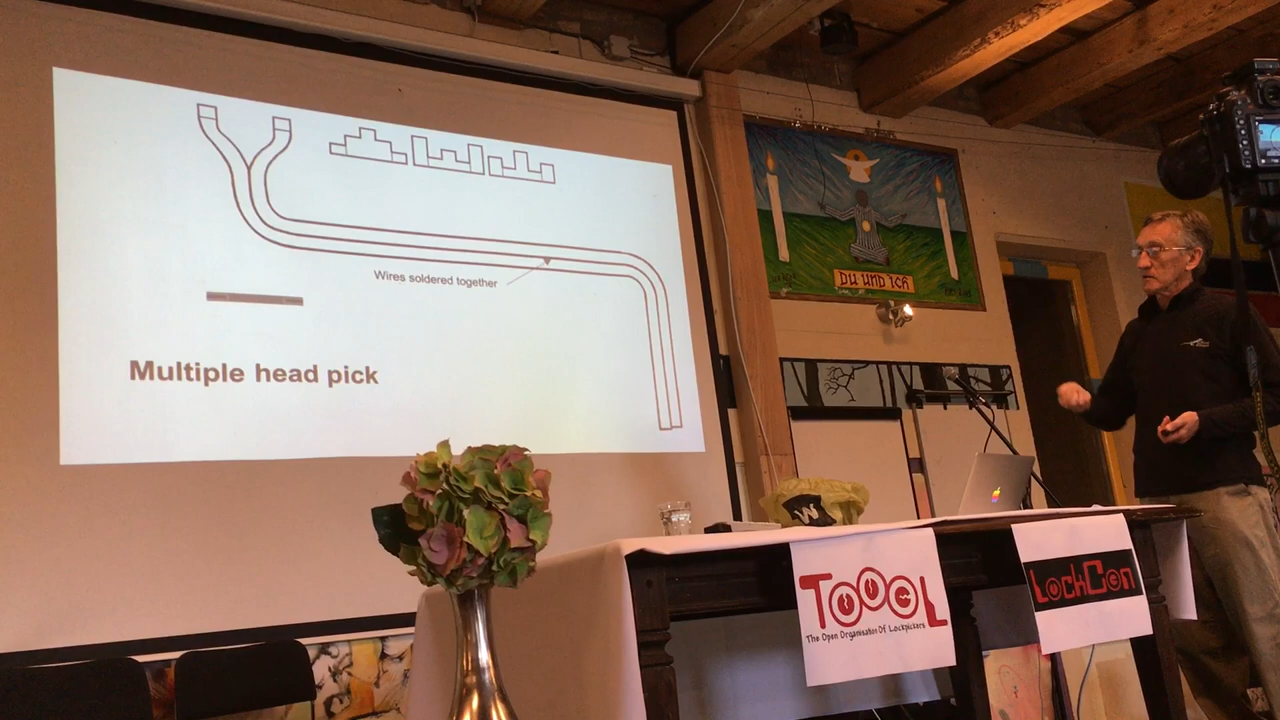 Wires soldered together
Multiple head pick
DU UND ICH
W
TOOOL
The Open Organisation Of Lockpickers
LockCon